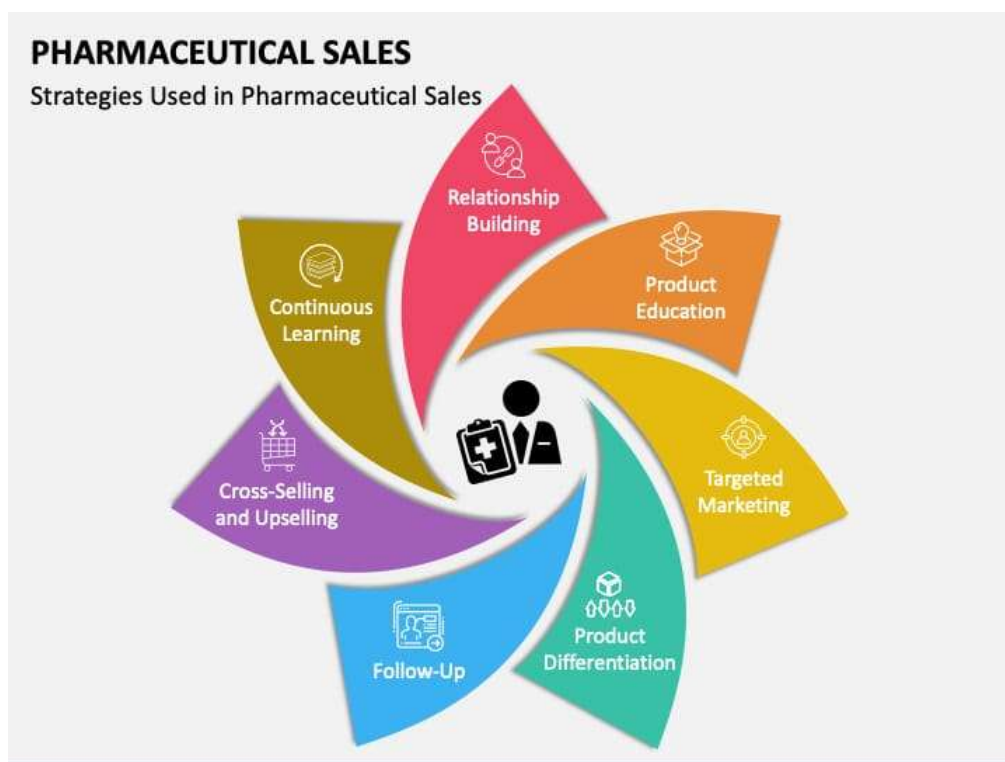 PHARMACEUTICAL SALES
Strategies Used in Pharmaceutical Sales
Relationship
Building
Product
Education
Targeted
Marketing
Product
Differentiation
Follow-Up
Cross-Selling
and Upselling
Continuous
Learning